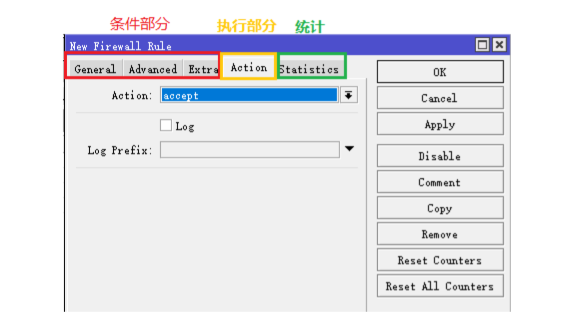 条件部分 执行部分 统计
New Firewall Rule
General Advanced Extra Action Statistics
Action: accept
Log
Log Prefix:
OK
Cancel
Apply
Disable
Comment
Copy
Remove
Reset Counters
Reset All Counters